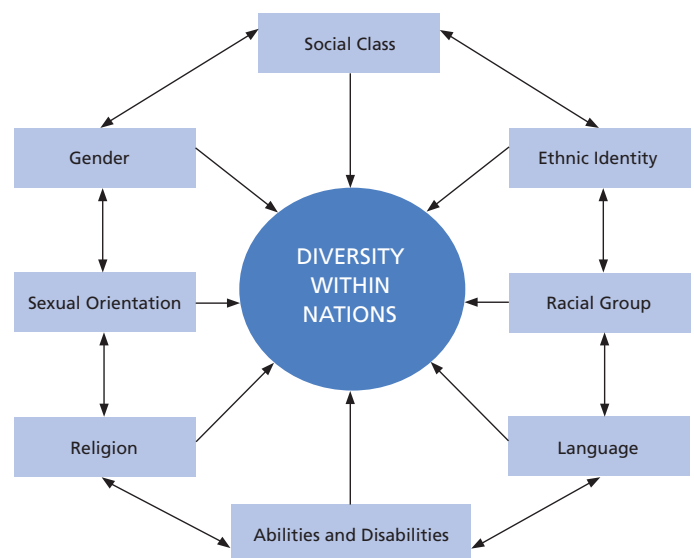 Social Class
Gender
Ethnic Identity
DIVERSITY
WITHIN
NATIONS
Sexual Orientation
Racial Group
Religion
Language
Abilities and Disabilities